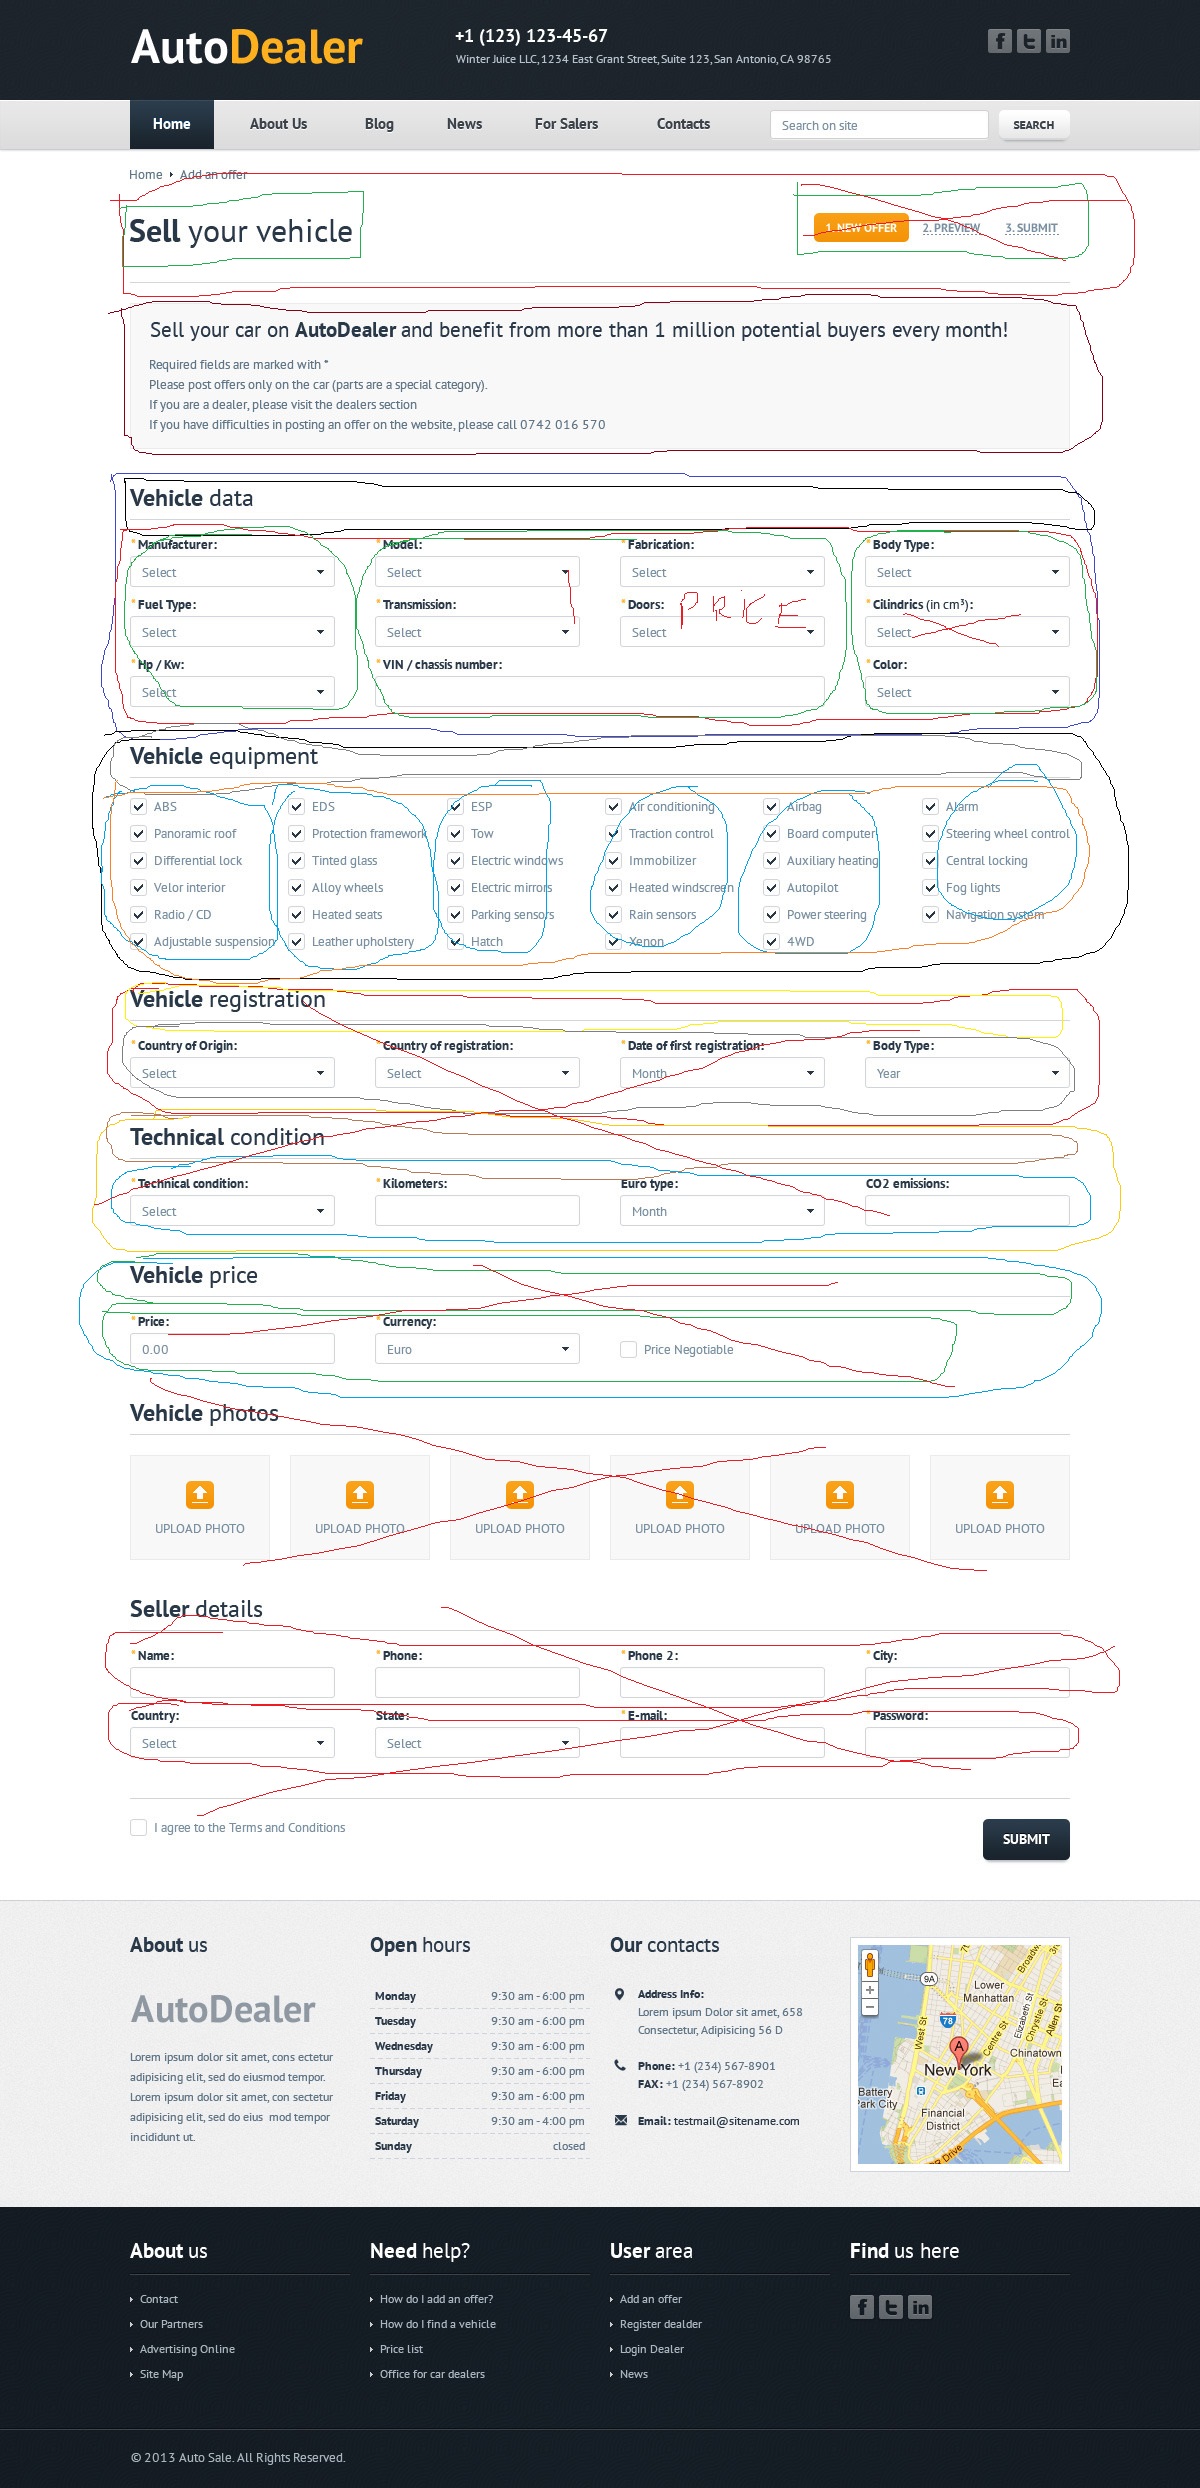 AutoDealer
+1 (123) 123-45-67
Winter Juice LLC, 1234 East Grant Street, Suite 123, San Antonio, CA 98765
Home About Us Blog News For Salers Contacts Search on site SEARCH
Home Add an offer
Sell your vehicle
1. NEW OFFER 2. PREVIEW 3. SUBMIT
Sell your car on AutoDealer and benefit from more than 1 million potential buyers every month!
Required fields are marked with *
Please post offers only on the car (parts are a special category).
If you are a dealer, please visit the dealers section
If you have difficulties in posting an offer on the website, please call 0742 016 570
Vehicle data
* Manufacturer: * Model: * Fabrication: * Body Type:
Select Select Select Select
* Fuel Type: * Transmission: * Doors: PRICE * Cilindrics (in cm³):
Select Select Select Select
* Hp / Kw: * VIN / chassis number: * Color:
Select Select
Vehicle equipment
ABS EDS ESP Air conditioning Airbag Alarm
Panoramic roof Protection framework Tow Traction control Board computer Steering wheel control
Differential lock Tinted glass Electric windows Immobilizer Auxiliary heating Central locking
Velor interior Alloy wheels Electric mirrors Heated windscreen Autopilot Fog lights
Radio / CD Heated seats Parking sensors Rain sensors Power steering Navigation system
Adjustable suspension Leather upholstery Hatch Xenon 4WD
Vehicle registration
* Country of Origin: * Country of registration: * Date of first registration: * Body Type:
Select Select Month Year
Technical condition
* Technical condition: * Kilometers: Euro type: CO2 emissions:
Select Month
Vehicle price
* Price: * Currency:
0.00 Euro Price Negotiable
Vehicle photos
UPLOAD PHOTO UPLOAD PHOTO UPLOAD PHOTO UPLOAD PHOTO UPLOAD PHOTO UPLOAD PHOTO
Seller details
* Name: * Phone: * Phone 2: * City:
Country: State: * E-mail: * Password:
Select Select
I agree to the Terms and Conditions SUBMIT
About us
AutoDealer
Lorem ipsum dolor sit amet, cons ectetur
adipisicing elit, sed do eiusmod tempor.
Lorem ipsum dolor sit amet, con sectetur
adipisicing elit, sed do eius mod tempor
incididunt ut.
Open hours
Monday 9:30 am - 6:00 pm
Tuesday 9:30 am - 6:00 pm
Wednesday 9:30 am - 6:00 pm
Thursday 9:30 am - 6:00 pm
Friday 9:30 am - 6:00 pm
Saturday 9:30 am - 4:00 pm
Sunday closed
Our contacts
Address Info:
Lorem ipsum Dolor sit amet, 658
Consectetur, Adipisicing 56 D
Phone: +1 (234) 567-8901
FAX: +1 (234) 567-8902
Email: testmail@sitename.com
9A
Lower
Manhattan
78
West St
Centre St
Elizabeth St
Chrystie St
Allen St
Chinatown
A
New York
Battery
Park City
Financial
District
About us
Contact
Our Partners
Advertising Online
Site Map
Need help?
How do I add an offer?
How do I find a vehicle
Price list
Office for car dealers
User area
Add an offer
Register dealder
Login Dealer
News
Find us here
© 2013 Auto Sale. All Rights Reserved.